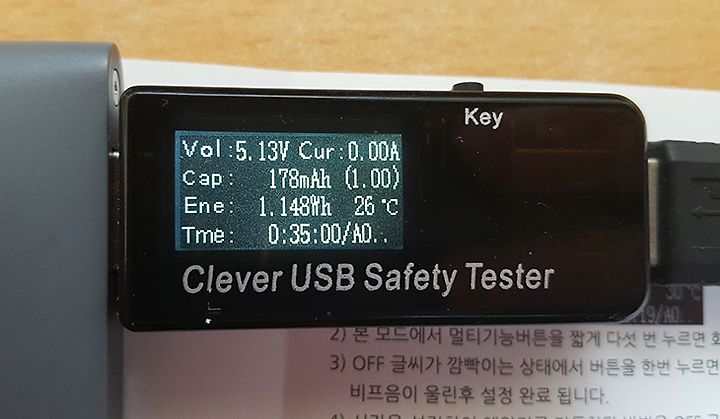 Key
Vol:5.13V Cur:0.00A
Cap: 178mAh (1.00)
Ene: 1.148Wh 26℃
Tme: 0:35:00/A0..
Clever USB Safety Tester
30℃
19/A0..
2) 본 모드에서 멀티기능버튼을 짧게 다섯 번 누르면
3) OFF 글씨가 깜빡이는 상태에서 버튼을 한번 누르면
비프음이 울린후 설정 완료 됩니다.